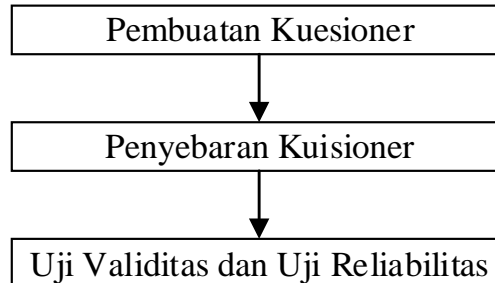 Pembuatan Kuesioner
Penyebaran Kuisioner
Uji Validitas dan Uji Reliabilitas